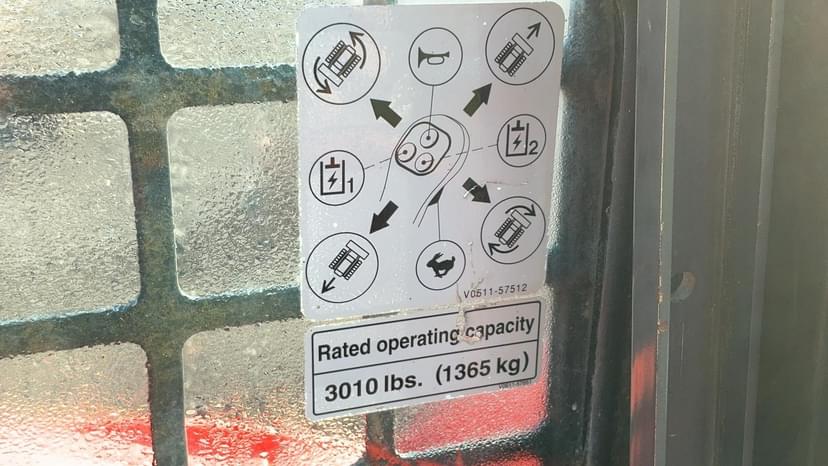 1
2
V0511-57512
Rated operating capacity
3010 lbs. (1365 kg)